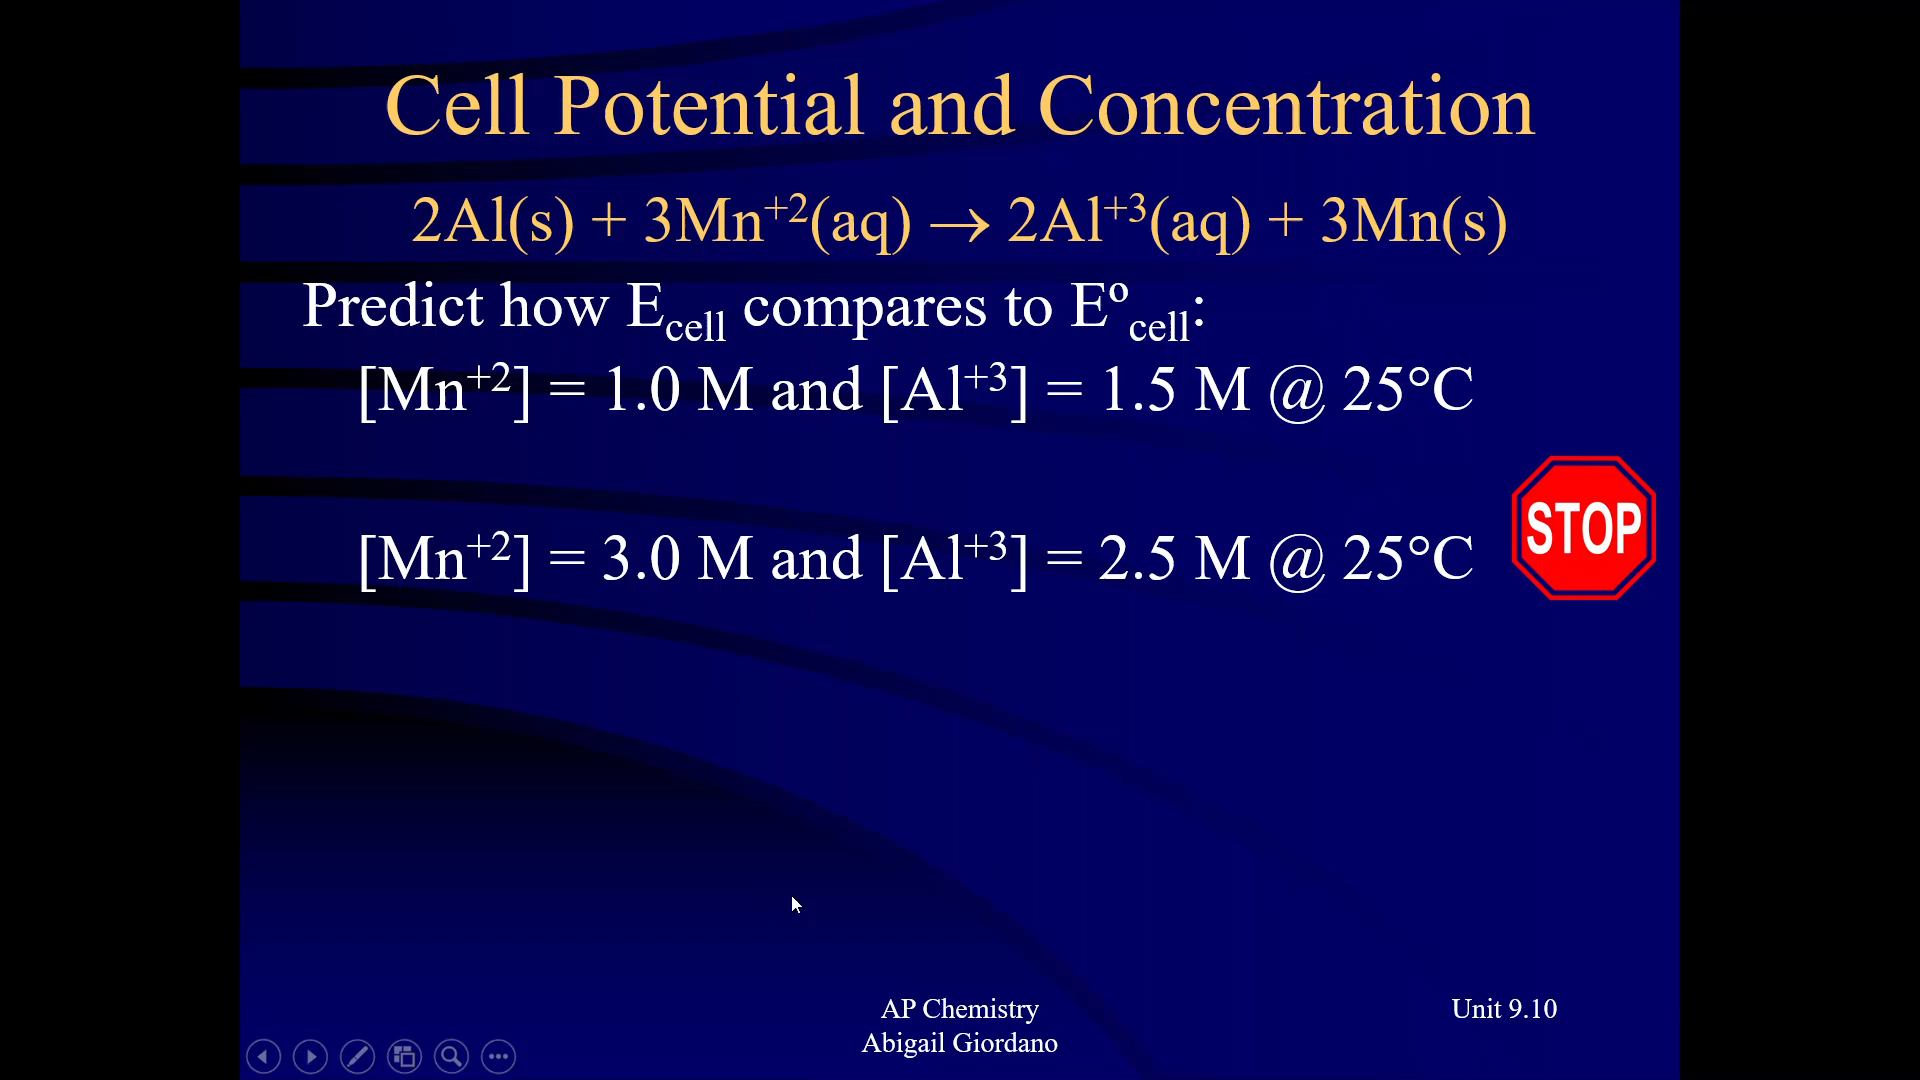 Cell Potential and Concentration
2Al(s) + 3Mn⁺²(aq) → 2Al⁺³(aq) + 3Mn(s)
Predict how E_cell compares to Eº_cell:
[Mn⁺²] = 1.0 M and [Al⁺³] = 1.5 M @ 25°C
STOP
[Mn⁺²] = 3.0 M and [Al⁺³] = 2.5 M @ 25°C
AP Chemistry
Abigail Giordano
Unit 9.10